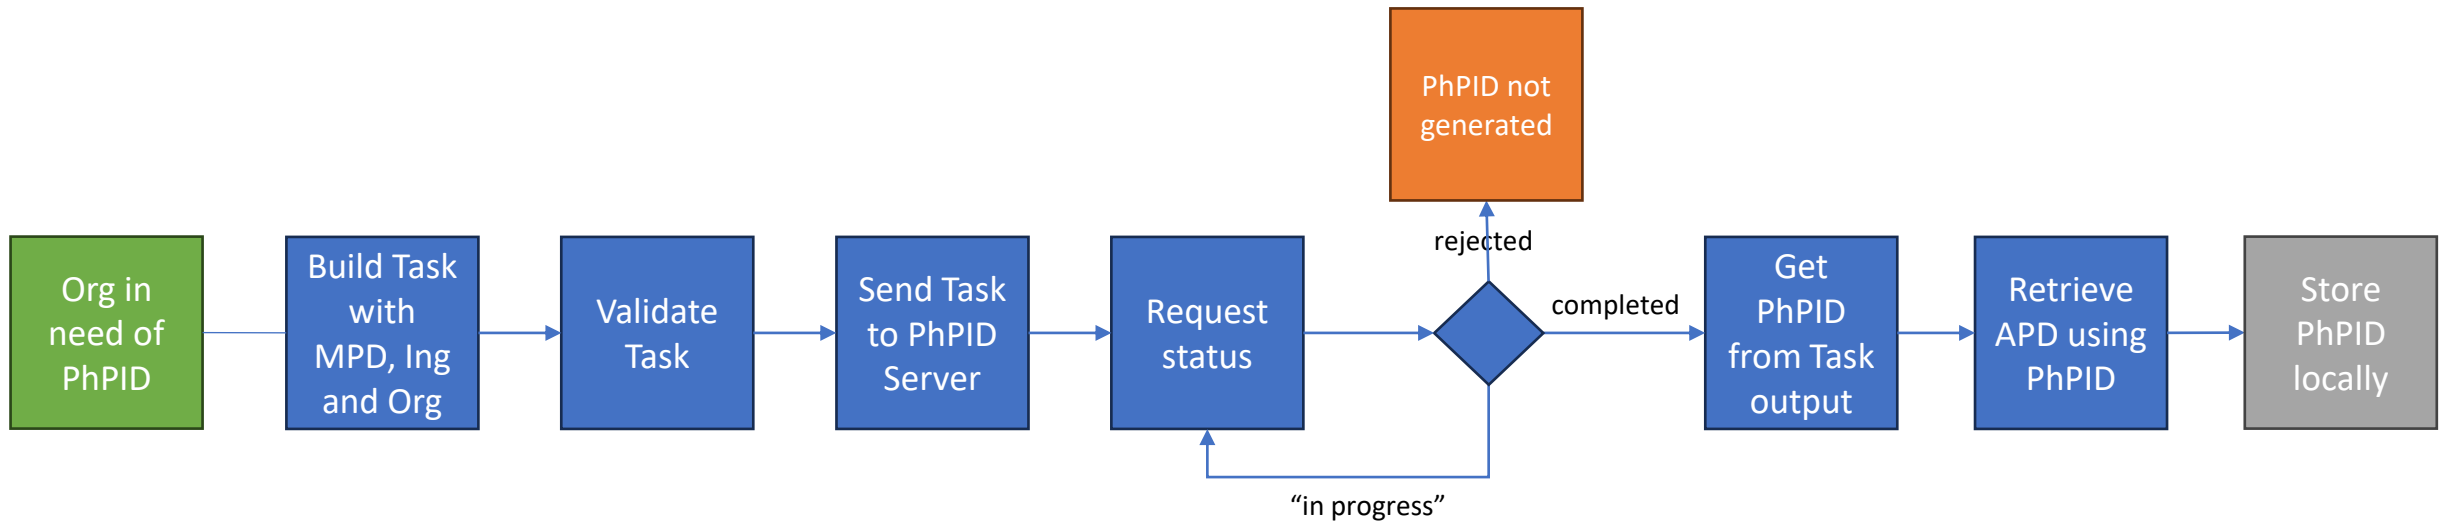 PhPID not
generated
Org in
need of
PhPID
Build Task
with
MPD, Ing
and Org
Validate
Task
Send Task
to PhPID
Server
Request
status
rejected
completed
“in progress”
Get
PhPID
from Task
output
Retrieve
APD using
PhPID
Store
PhPID
locally